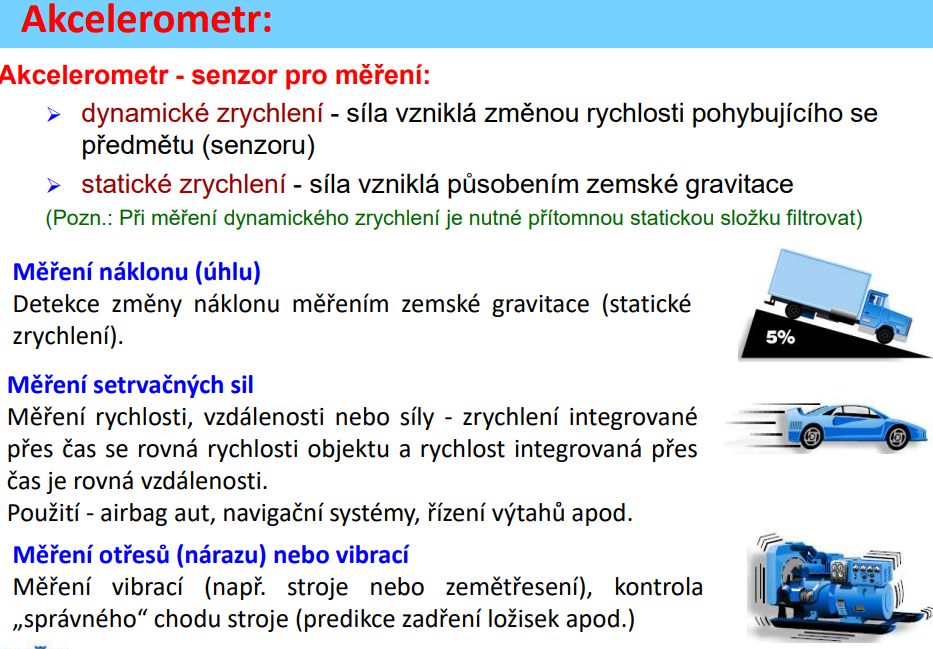 Akcelerometr:
Akcelerometr - senzor pro měření:
➢ dynamické zrychlení - síla vzniklá změnou rychlosti pohybujícího se
předmětu (senzoru)
➢ statické zrychlení - síla vzniklá působením zemské gravitace
(Pozn.: Při měření dynamického zrychlení je nutné přítomnou statickou složku filtrovat)
Měření náklonu (úhlu)
Detekce změny náklonu měřením zemské gravitace (statické
zrychlení).
5%
Měření setrvačných sil
Měření rychlosti, vzdálenosti nebo síly - zrychlení integrované
přes čas se rovná rychlosti objektu a rychlost integrovaná přes
čas je rovná vzdálenosti.
Použití - airbag aut, navigační systémy, řízení výtahů apod.
Měření otřesů (nárazu) nebo vibrací
Měření vibrací (např. stroje nebo zemětřesení), kontrola
„správného“ chodu stroje (predikce zadření ložisek apod.)